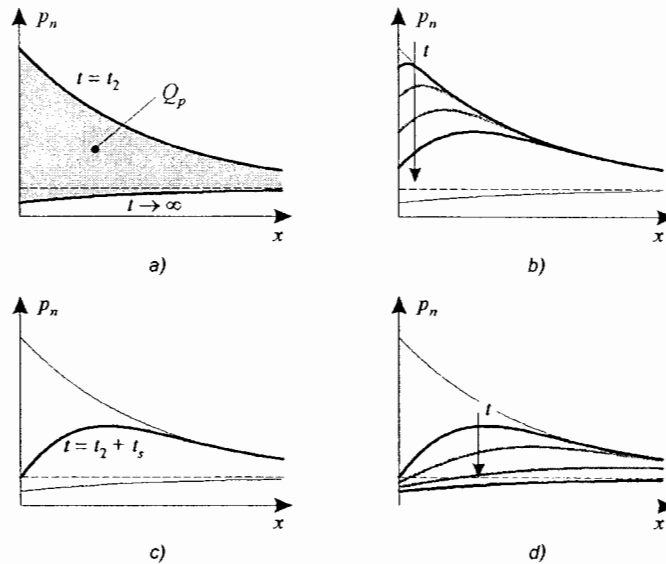 p_n
t = t_2
Q_p
t → ∞
x
a)
p_n
t
x
b)
p_n
t = t_2 + t_s
x
c)
p_n
t
x
d)